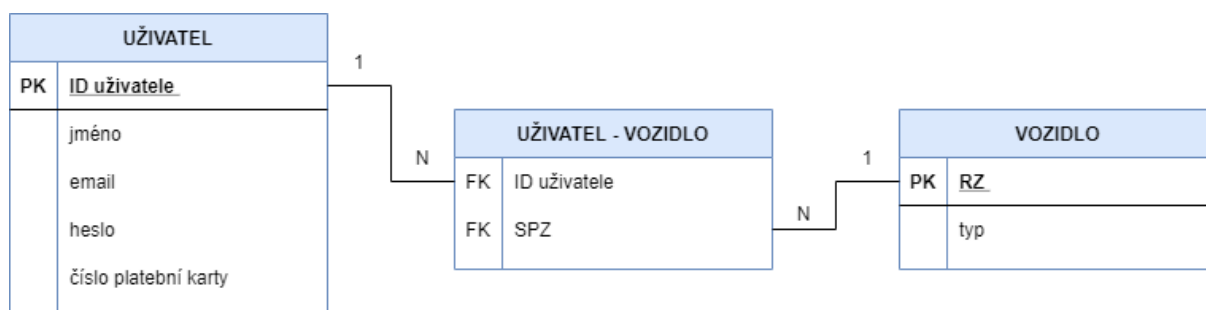 UŽIVATEL
PK ID uživatele
jméno
email
heslo
číslo platební karty
1
N
UŽIVATEL - VOZIDLO
FK ID uživatele
FK SPZ
N
1
VOZIDLO
PK RZ
typ